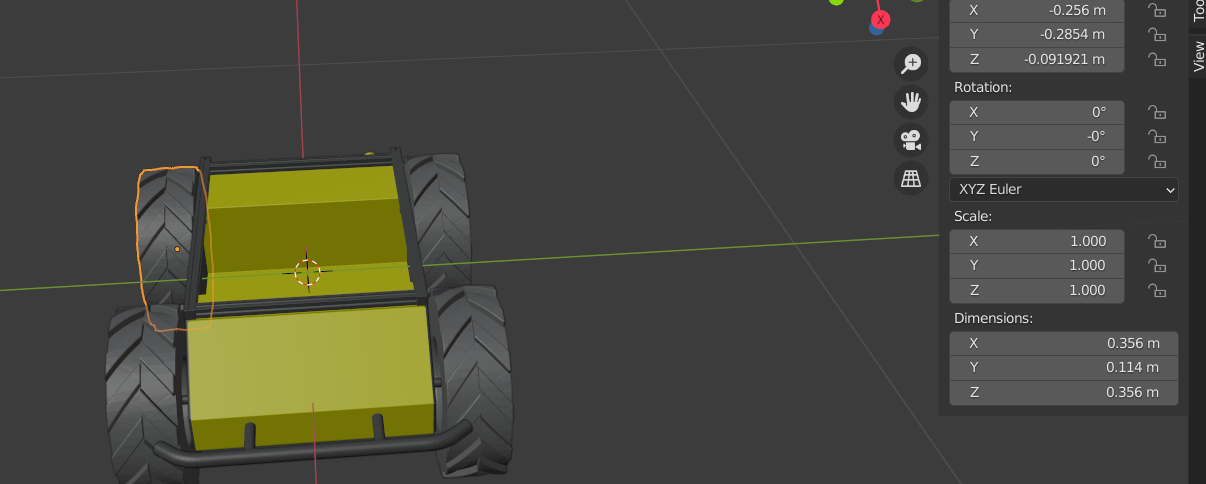 X -0.256 m
Y -0.2854 m
Z -0.091921 m
Rotation:
X 0°
Y -0°
Z 0°
XYZ Euler
Scale:
X 1.000
Y 1.000
Z 1.000
Dimensions:
X 0.356 m
Y 0.114 m
Z 0.356 m
X
View